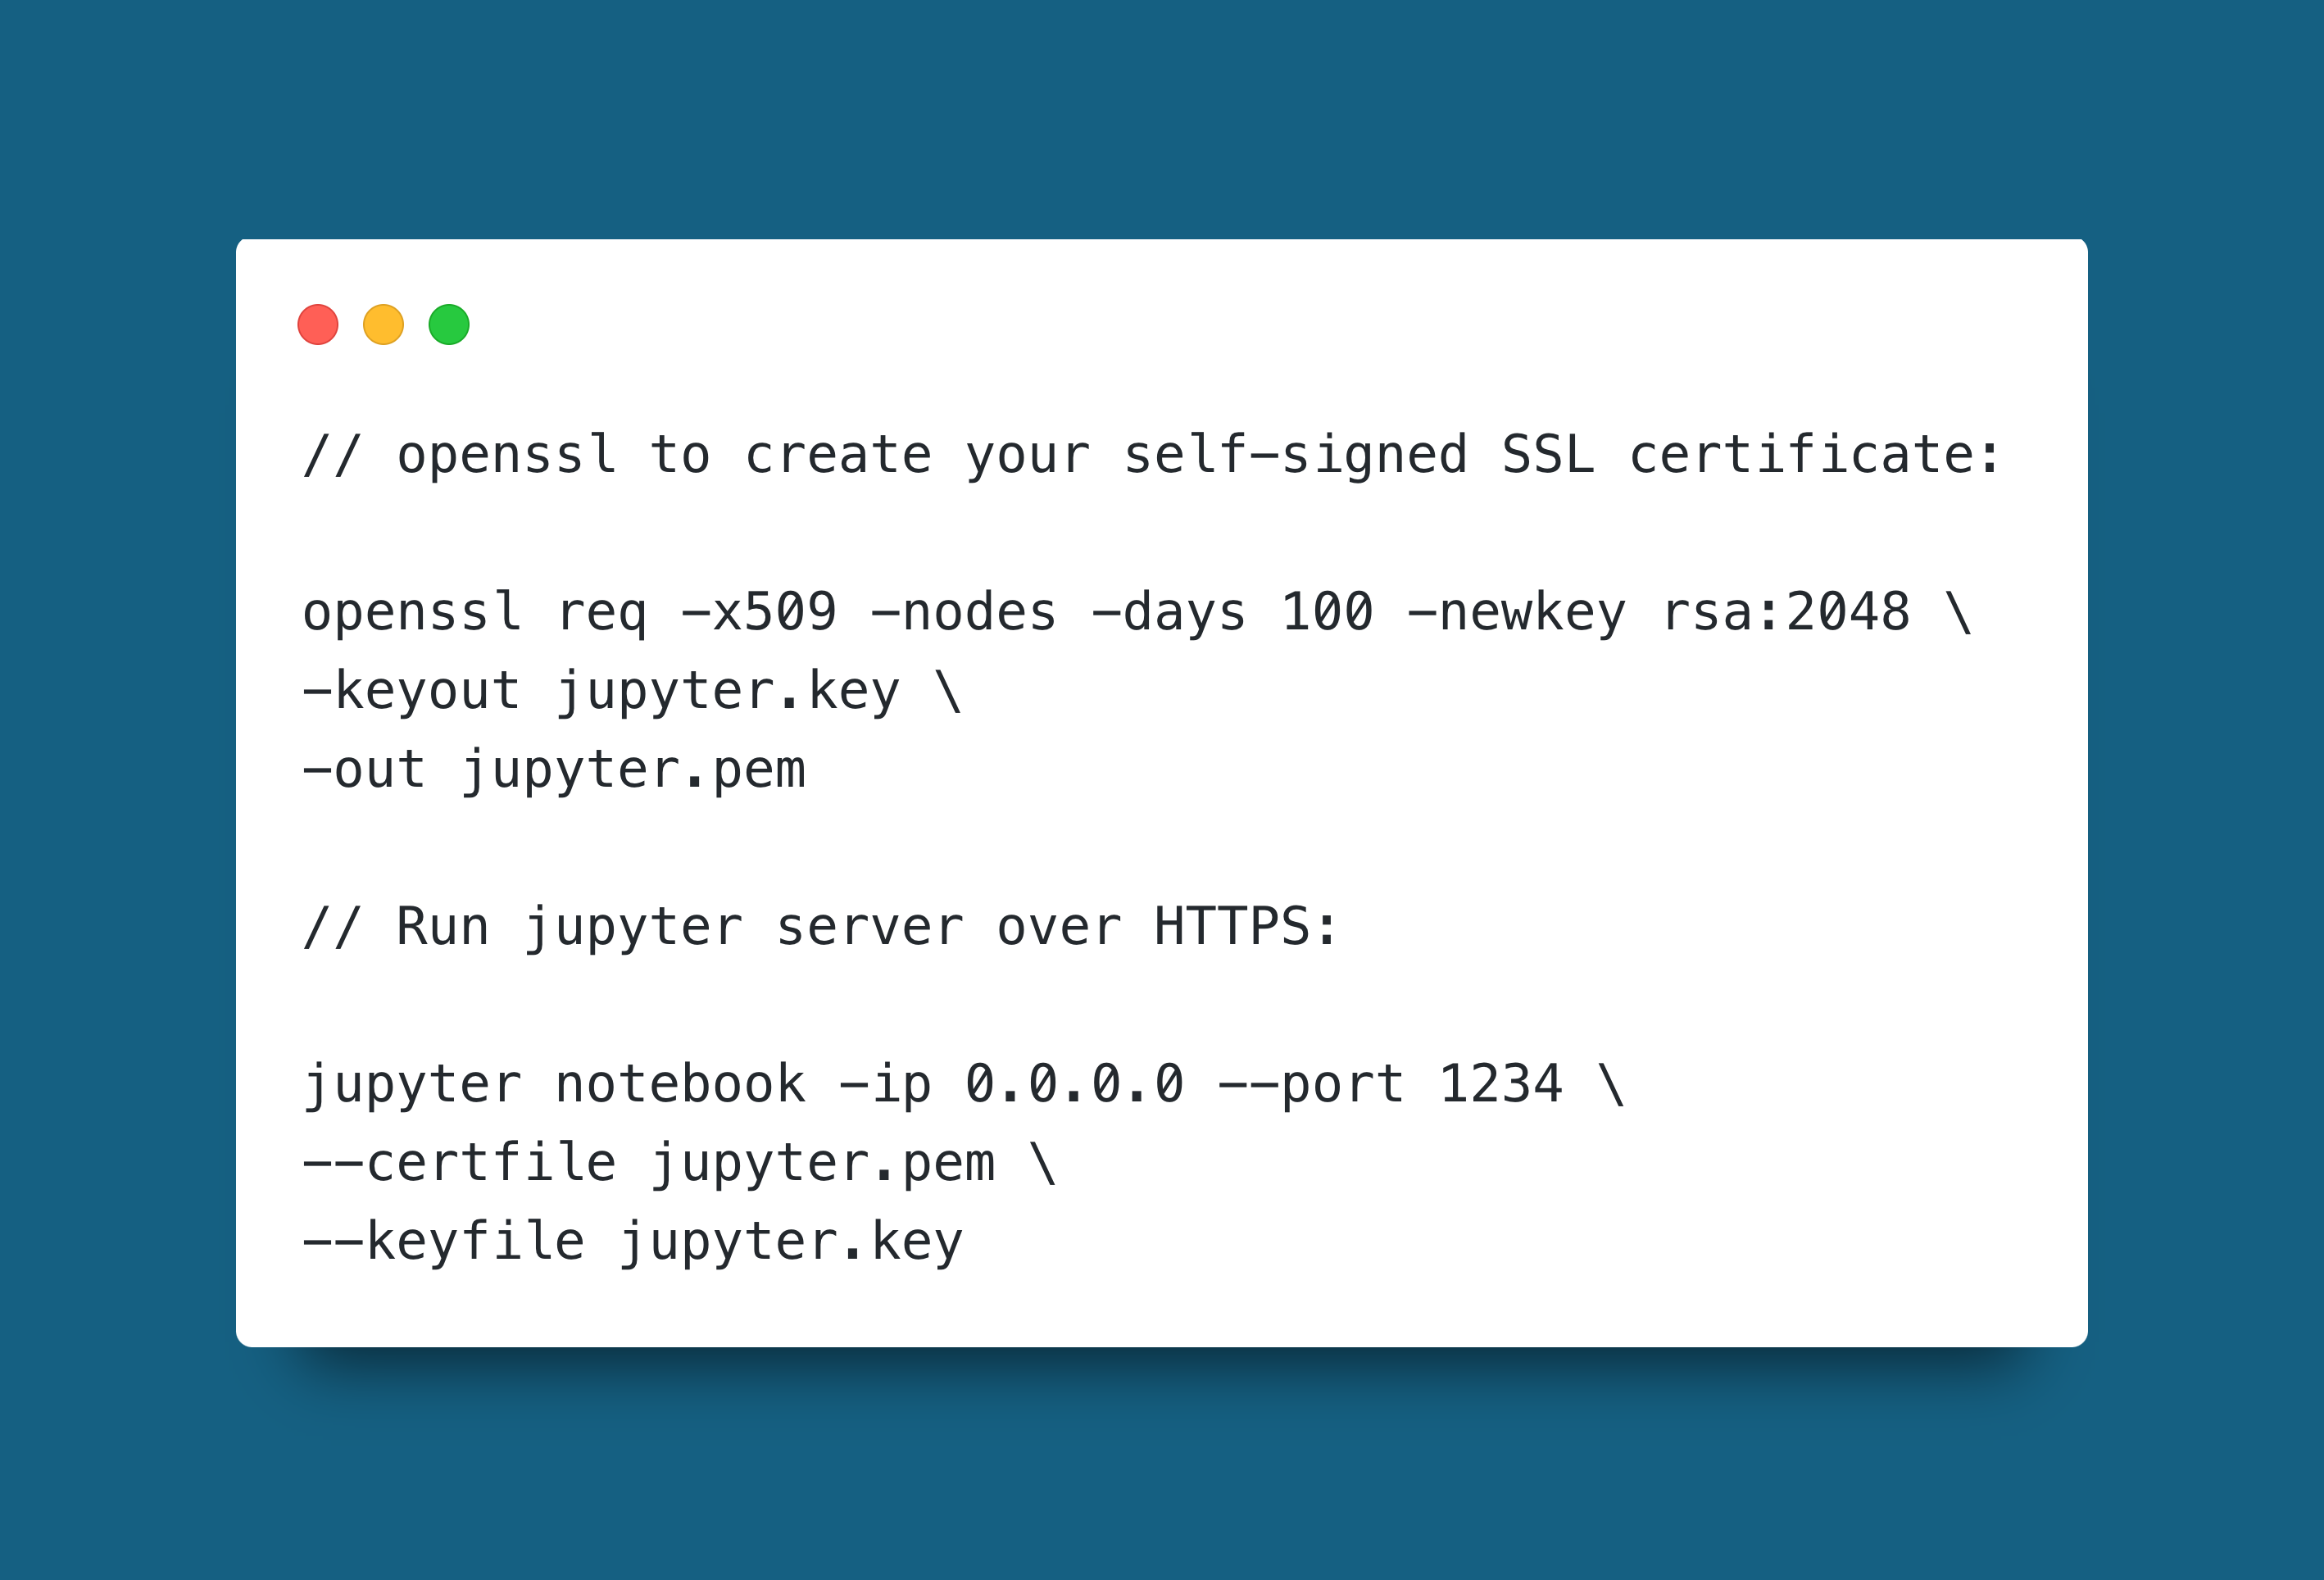 // openssl to create your self-signed SSL certificate:
openssl req -x509 -nodes -days 100 -newkey rsa:2048 \
-keyout jupyter.key \
-out jupyter.pem
// Run jupyter server over HTTPS:
jupyter notebook -ip 0.0.0.0 --port 1234 \
--certfile jupyter.pem \
--keyfile jupyter.key